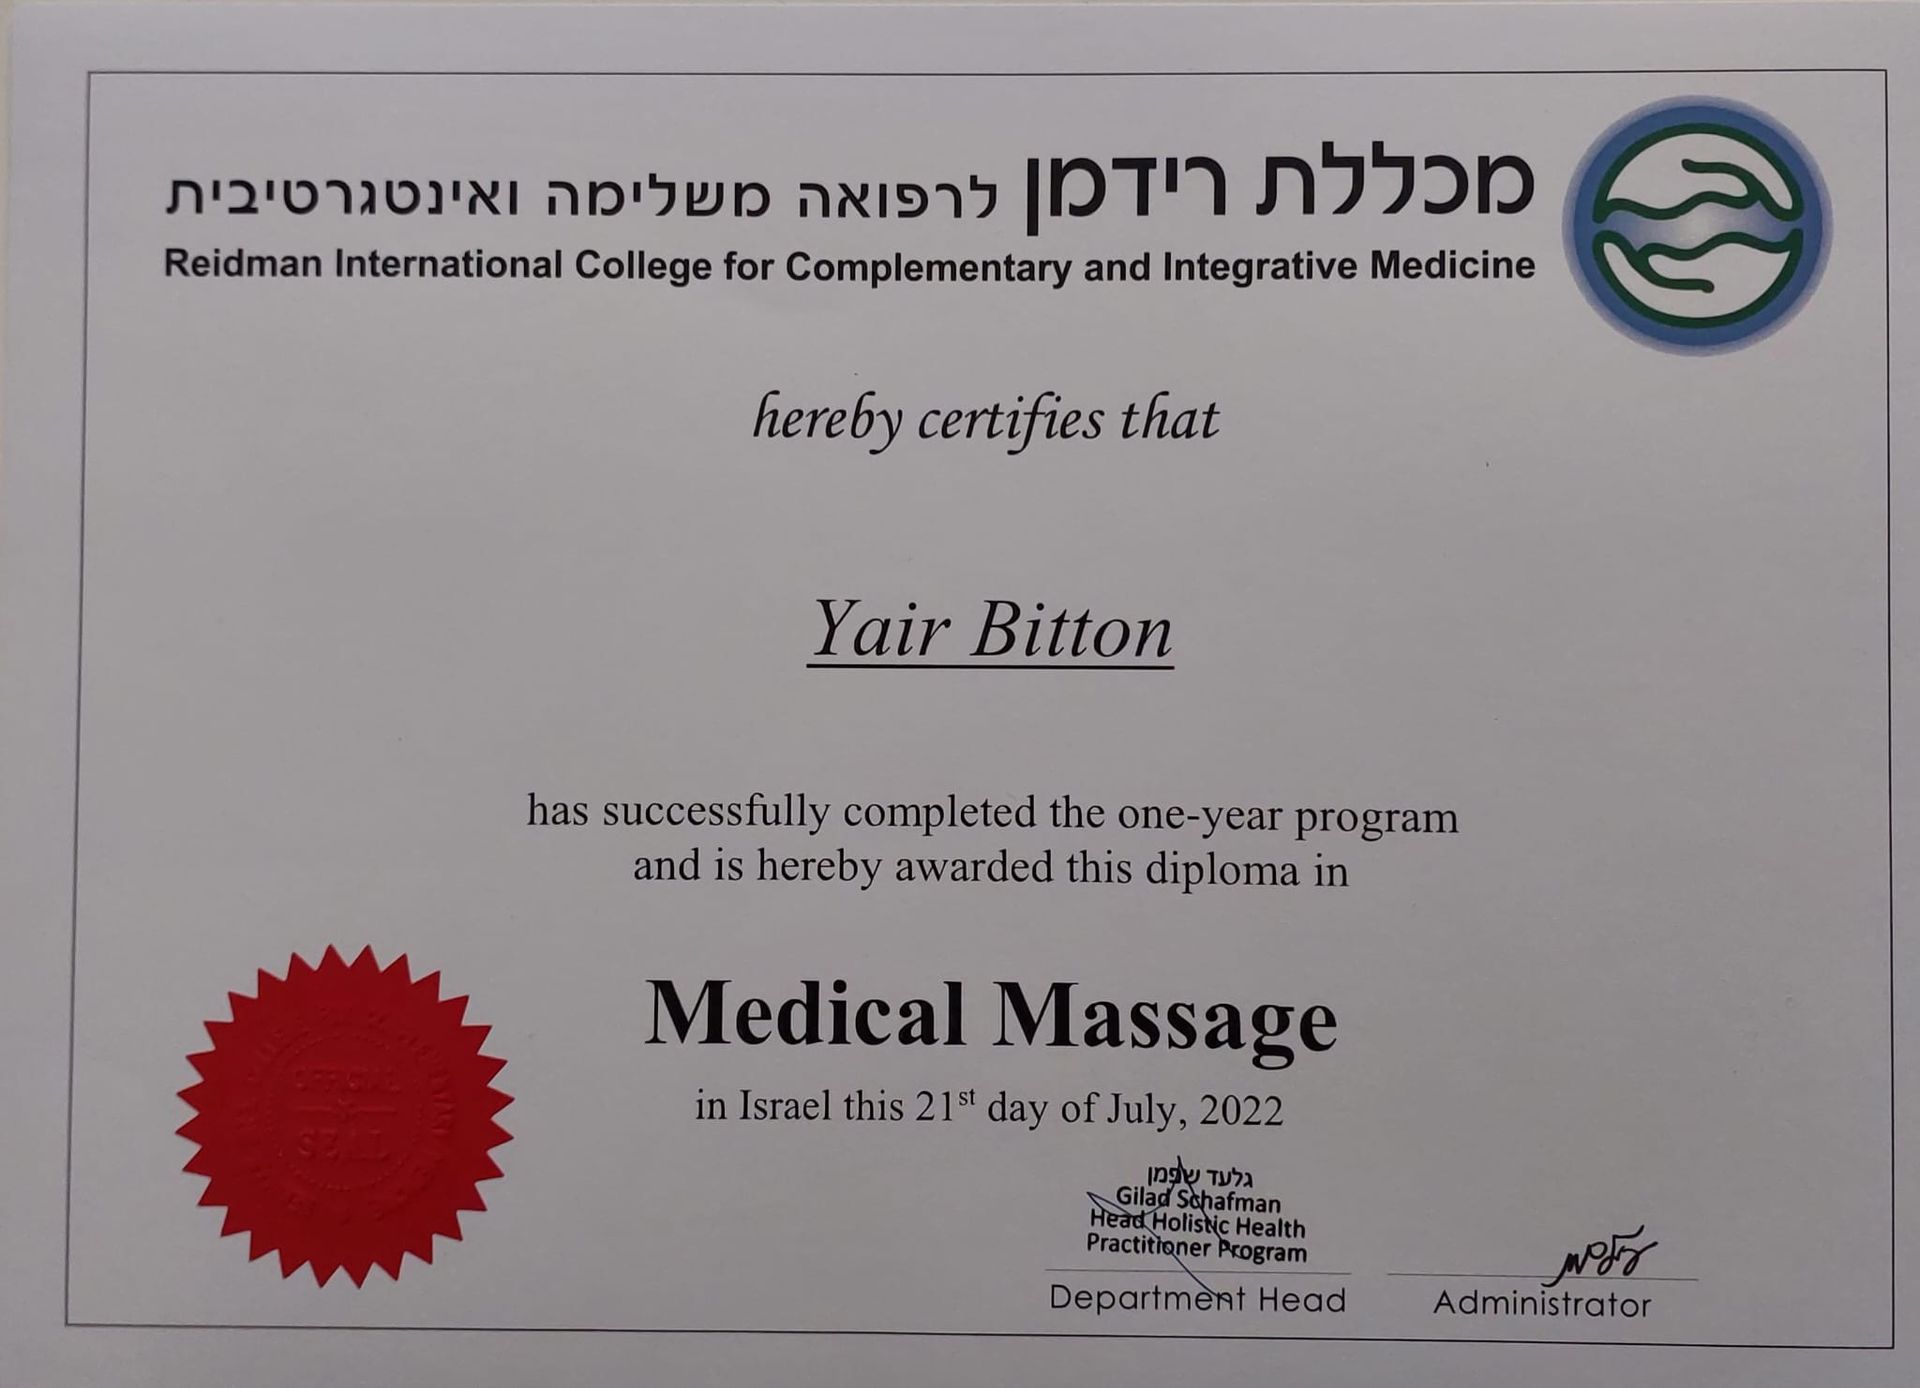 מכללת רידמן לרפואה משלימה ואינטגרטיבית
Reidman International College for Complementary and Integrative Medicine
hereby certifies that
Yair Bitton
has successfully completed the one-year program
and is hereby awarded this diploma in
Medical Massage
in Israel this 21st day of July, 2022
OFFICIAL
SEAL
גלעד שפמן
Gilad Schafman
Head Holistic Health
Practitioner Program
Department Head
Administrator